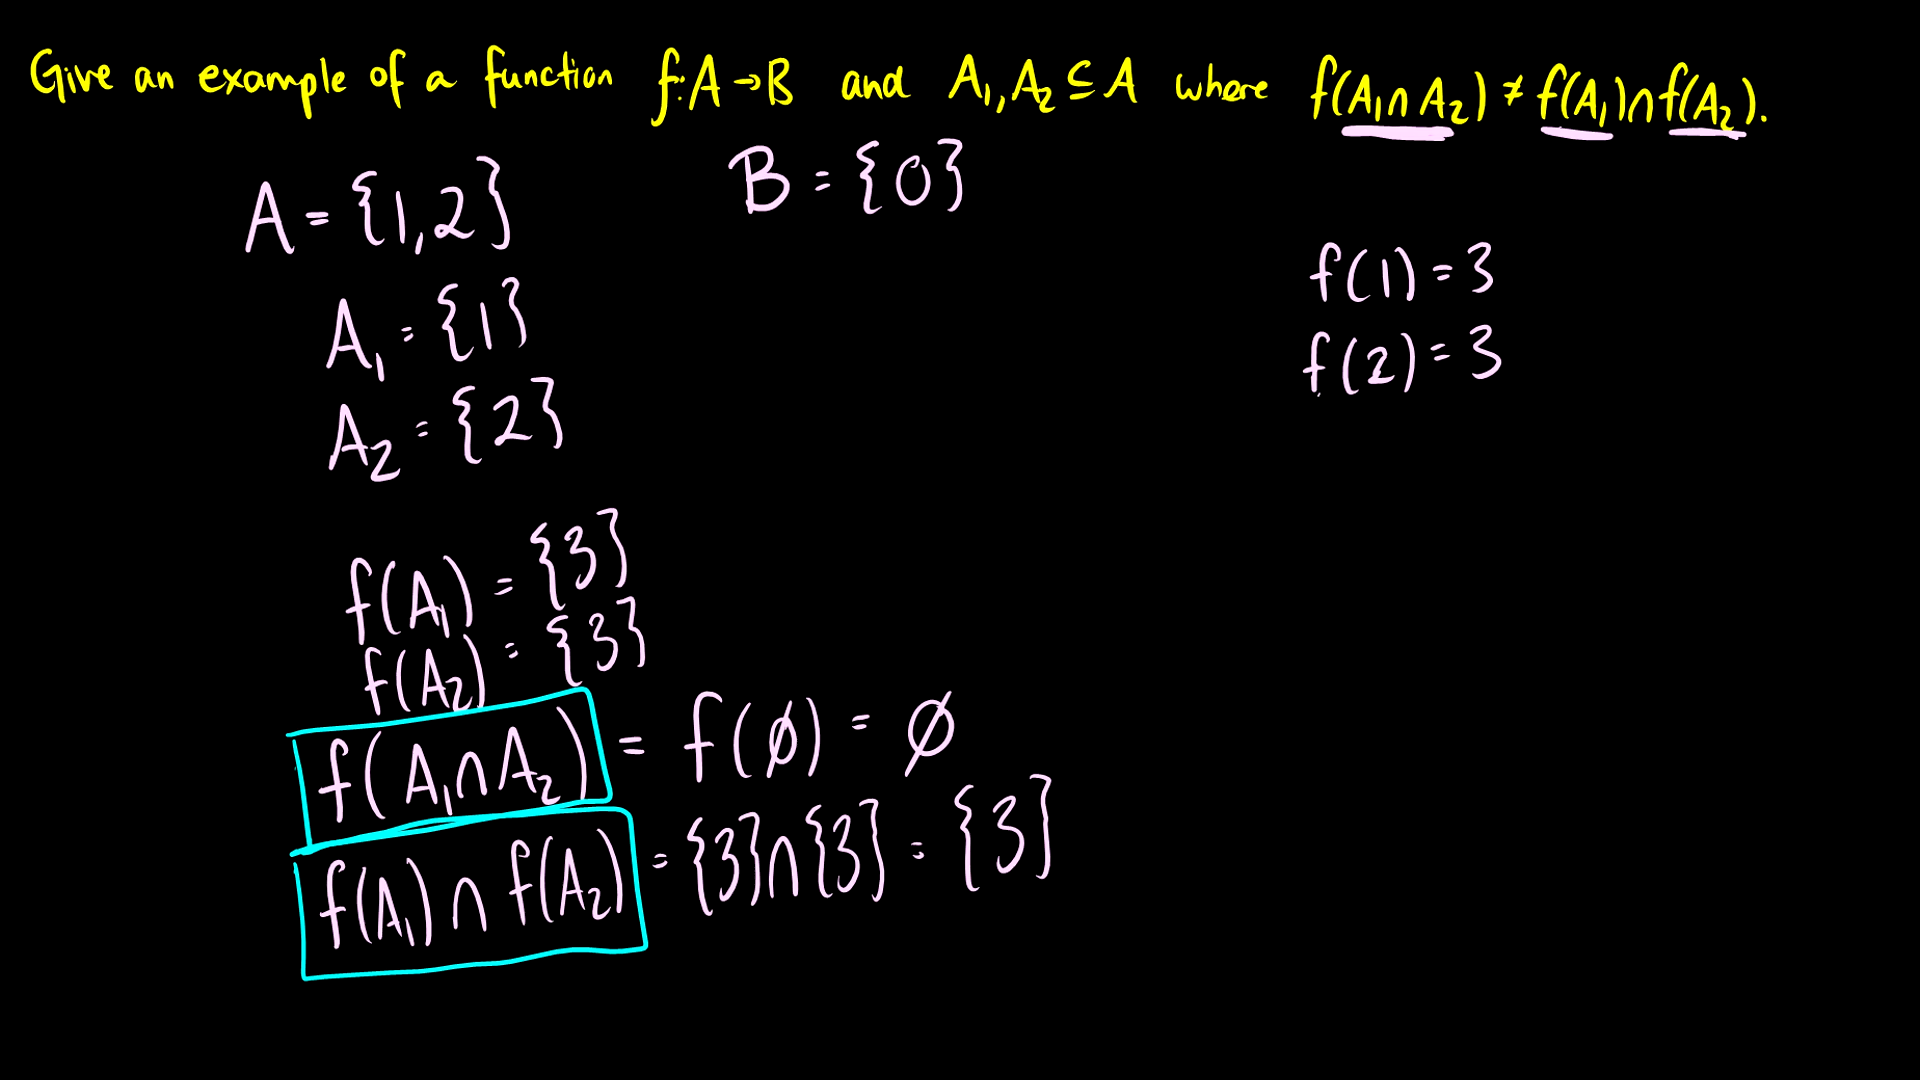 Give an example of a function f: A → B and A₁, A₂ ⊆ A where f(A₁ ∩ A₂) ≠ f(A₁) ∩ f(A₂).
A = {1,2} B = {0}
A₁ = {1}
A₂ = {2}
f(1) = 3
f(2) = 3
f(A₁) = {3}
f(A₂) = {3}
f(A₁ ∩ A₂) = f(∅) = ∅
f(A₁) ∩ f(A₂) = {3} ∩ {3} = {3}